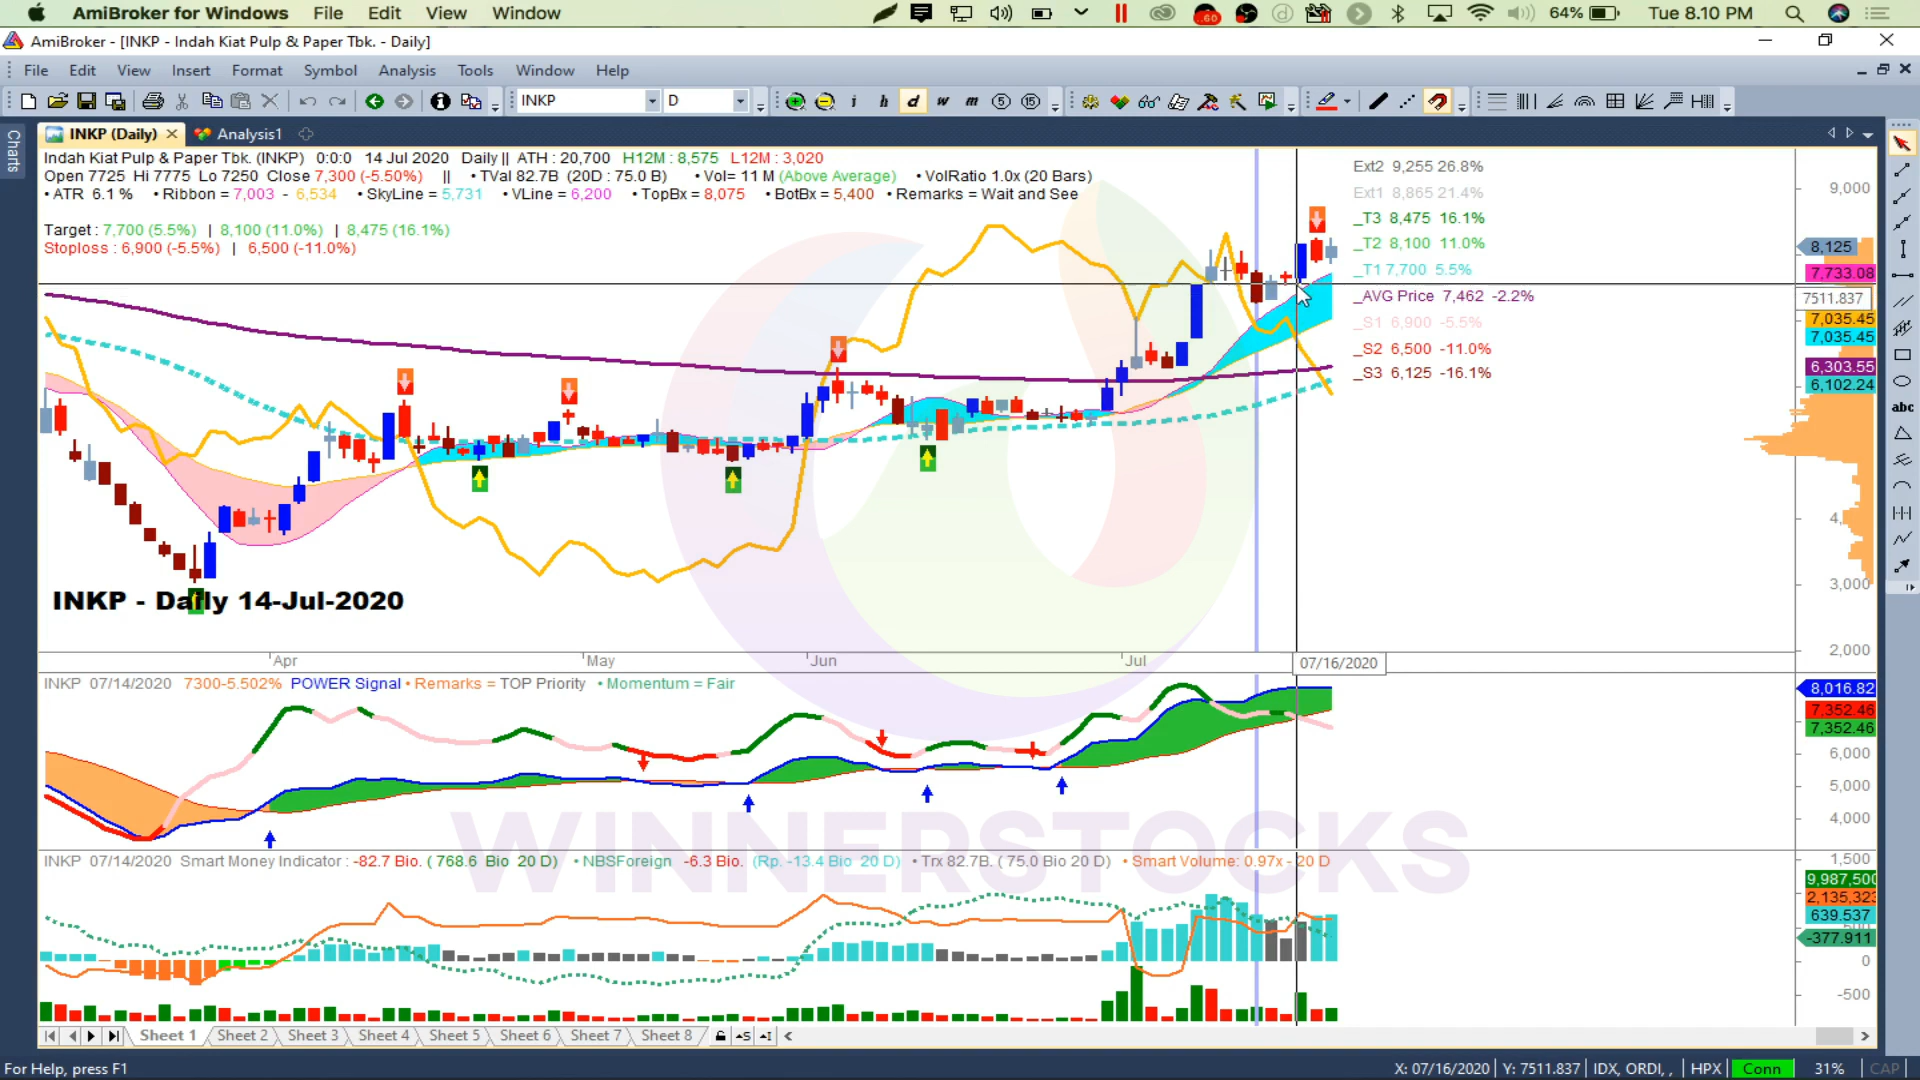 AmiBroker for Windows File Edit View Window 64% Tue 8.10 PM
AmiBroker - [INKP - Indah Kiat Pulp & Paper Tbk. - Daily]
File Edit View Insert Format Symbol Analysis Tools Window Help
INKP D i h d w m 5 15
Charts
INKP (Daily) Analysis1
Indah Kiat Pulp & Paper Tbk. (INKP) 0:0:0 14 Jul 2020 Daily || ATH : 20,700 H12M : 8,575 L12M : 3,020
Open 7725 Hi 7775 Lo 7250 Close 7,300 (-5.50%) || • TVal 82.7B (20D : 75.0 B) • Vol= 11 M (Above Average) • VolRatio 1.0x (20 Bars)
• ATR 6.1 % • Ribbon = 7,003 - 6,534 • SkyLine = 5,731 • VLine = 6,200 • TopBx = 8,075 • BotBx = 5,400 • Remarks = Wait and See
Target : 7,700 (5.5%) | 8,100 (11.0%) | 8,475 (16.1%)
Stoploss : 6,900 (-5.5%) | 6,500 (-11.0%)
Ext2 9,255 26.8%
Ext1 8,865 21.4%
_T3 8,475 16.1%
_T2 8,100 11.0%
_T1 7,700 5.5%
_AVG Price 7,462 -2.2%
_S1 6,900 -5.5%
_S2 6,500 -11.0%
_S3 6,125 -16.1%
9,000
8,125
7,733.08
7511.837
7,035.45
7,035.45
6,303.55
6,102.24
4,
3,000
2,000
abc
INKP - Daily 14-Jul-2020
Apr May Jun Jul 07/16/2020
INKP 07/14/2020 7300-5.502% POWER Signal • Remarks = TOP Priority • Momentum = Fair
8,016.82
7,352.46
7,352.46
6,000
5,000
4,000
WINNERSTOCKS
INKP 07/14/2020 Smart Money Indicator : -82.7 Bio. ( 768.6 Bio 20 D) • NBSForeign -6.3 Bio. (Rp. -13.4 Bio 20 D) • Trx 82.7B. ( 75.0 Bio 20 D) • Smart Volume: 0.97x - 20 D
1,500
9,987,500
2,135,323
639.537
-377.911
0
-500
Sheet 1 Sheet 2 Sheet 3 Sheet 4 Sheet 5 Sheet 6 Sheet 7 Sheet 8
For Help, press F1 X: 07/16/2020 Y: 7511.837 IDX, ORDI, , HPX Conn 31% CAP